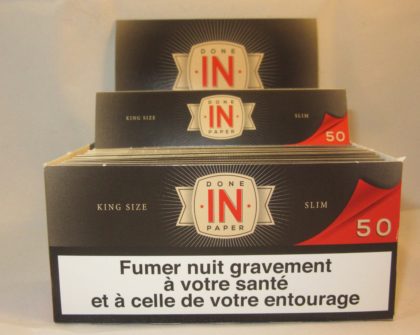 DONE
IN
KING SIZE
DONE
IN
PAPER
SLIM
50
KING SIZE
DONE
IN
PAPER
SLIM
50
Fumer nuit gravement
à votre santé
et à celle de votre entourage